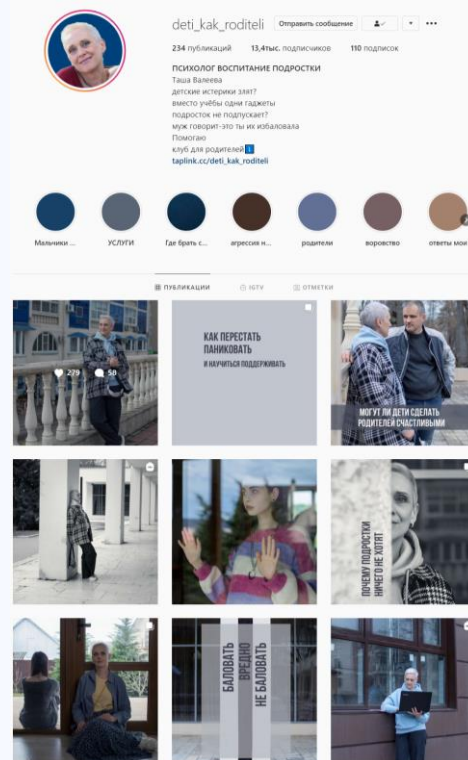 deti_kak_roditeli
Отправить сообщение
234 публикаций 13,4тыс. подписчиков 110 подписок
ПСИХОЛОГ ВОСПИТАНИЕ ПОДРОСТКИ
Таша Валеева
детские истерики злят?
вместо учёбы одни гаджеты
подросток не подпускает?
муж говорит-это ты их избаловала
Помогаю
клуб для родителей
taplink.cc/deti_kak_roditeli
Мальчики ... УСЛУГИ Где брать с... агрессия н... родители воровство ответы мои
ПУБЛИКАЦИИ IGTV ОТМЕТКИ
279 58
КАК ПЕРЕСТАТЬ
ПАНИКОВАТЬ
И НАУЧИТЬСЯ ПОДДЕРЖИВАТЬ
МОГУТ ЛИ ДЕТИ СДЕЛАТЬ
РОДИТЕЛЕЙ СЧАСТЛИВЫМИ
ПОЧЕМУ ПОДРОСТКИ
НИЧЕГО НЕ ХОТЯТ
БАЛОВАТЬ
ВРЕДНО
НЕ БАЛОВАТЬ